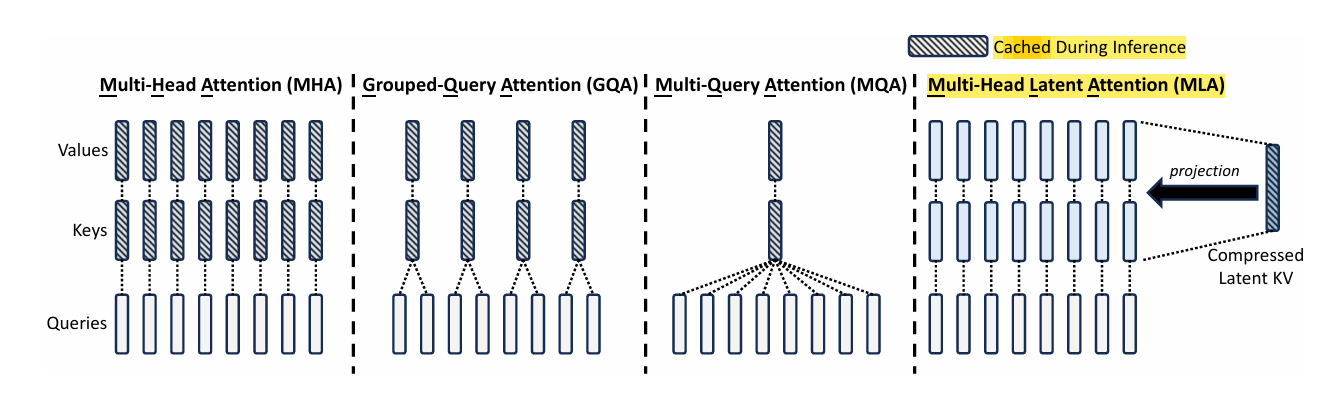 Cached During Inference
Multi-Head Attention (MHA)
Grouped-Query Attention (GQA)
Multi-Query Attention (MQA)
Multi-Head Latent Attention (MLA)
Values
Keys
Queries
projection
Compressed
Latent KV